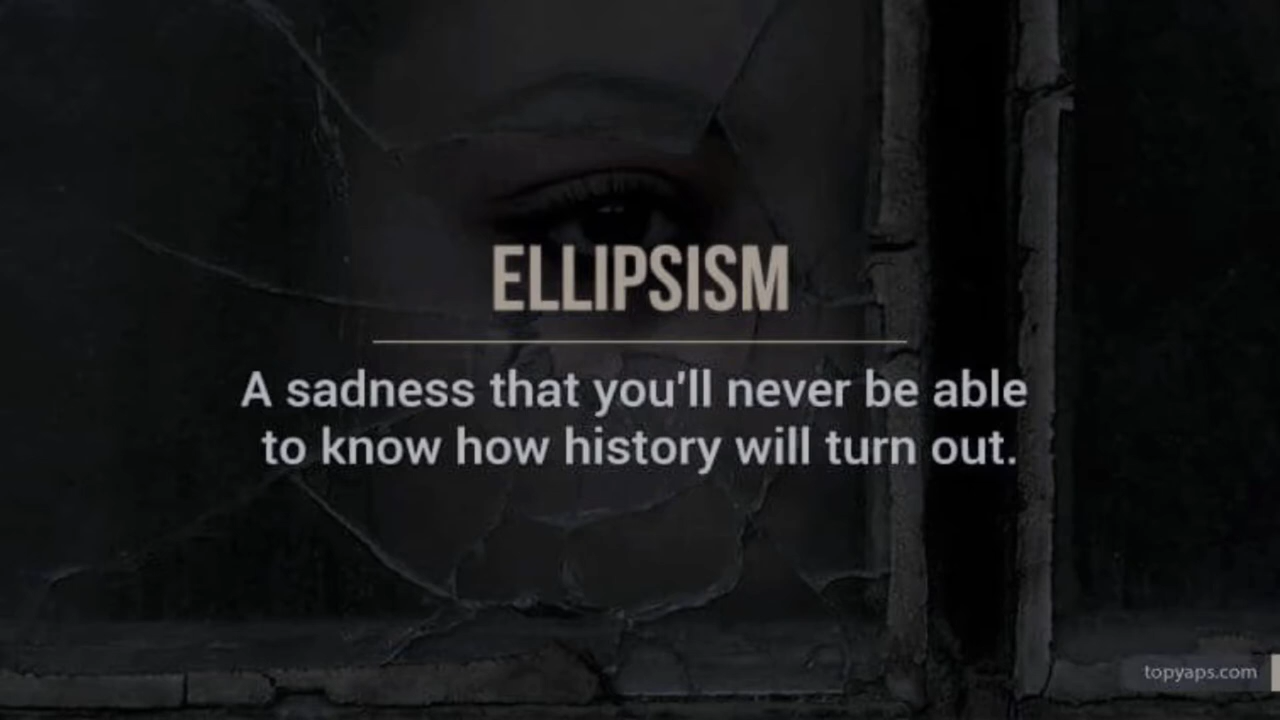 ELLIPSISM
A sadness that you'll never be able
to know how history will turn out.
topyaps.com